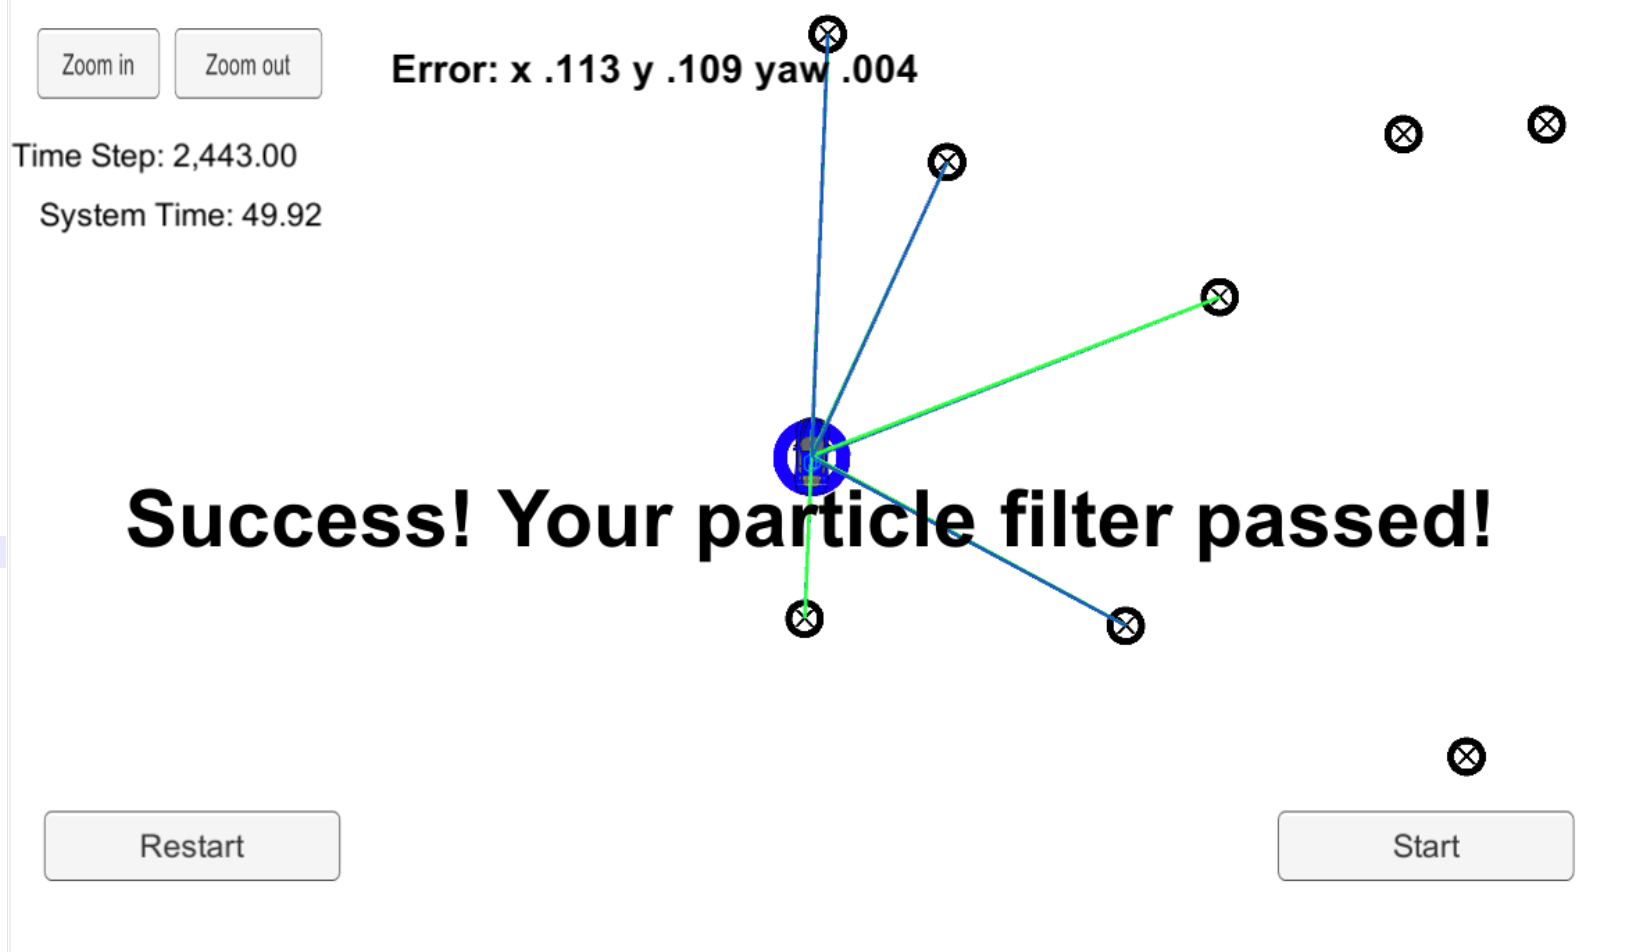 Zoom in
Zoom out
Error: x .113 y .109 yaw .004
Time Step: 2,443.00
System Time: 49.92
Success! Your particle filter passed!
Restart
Start